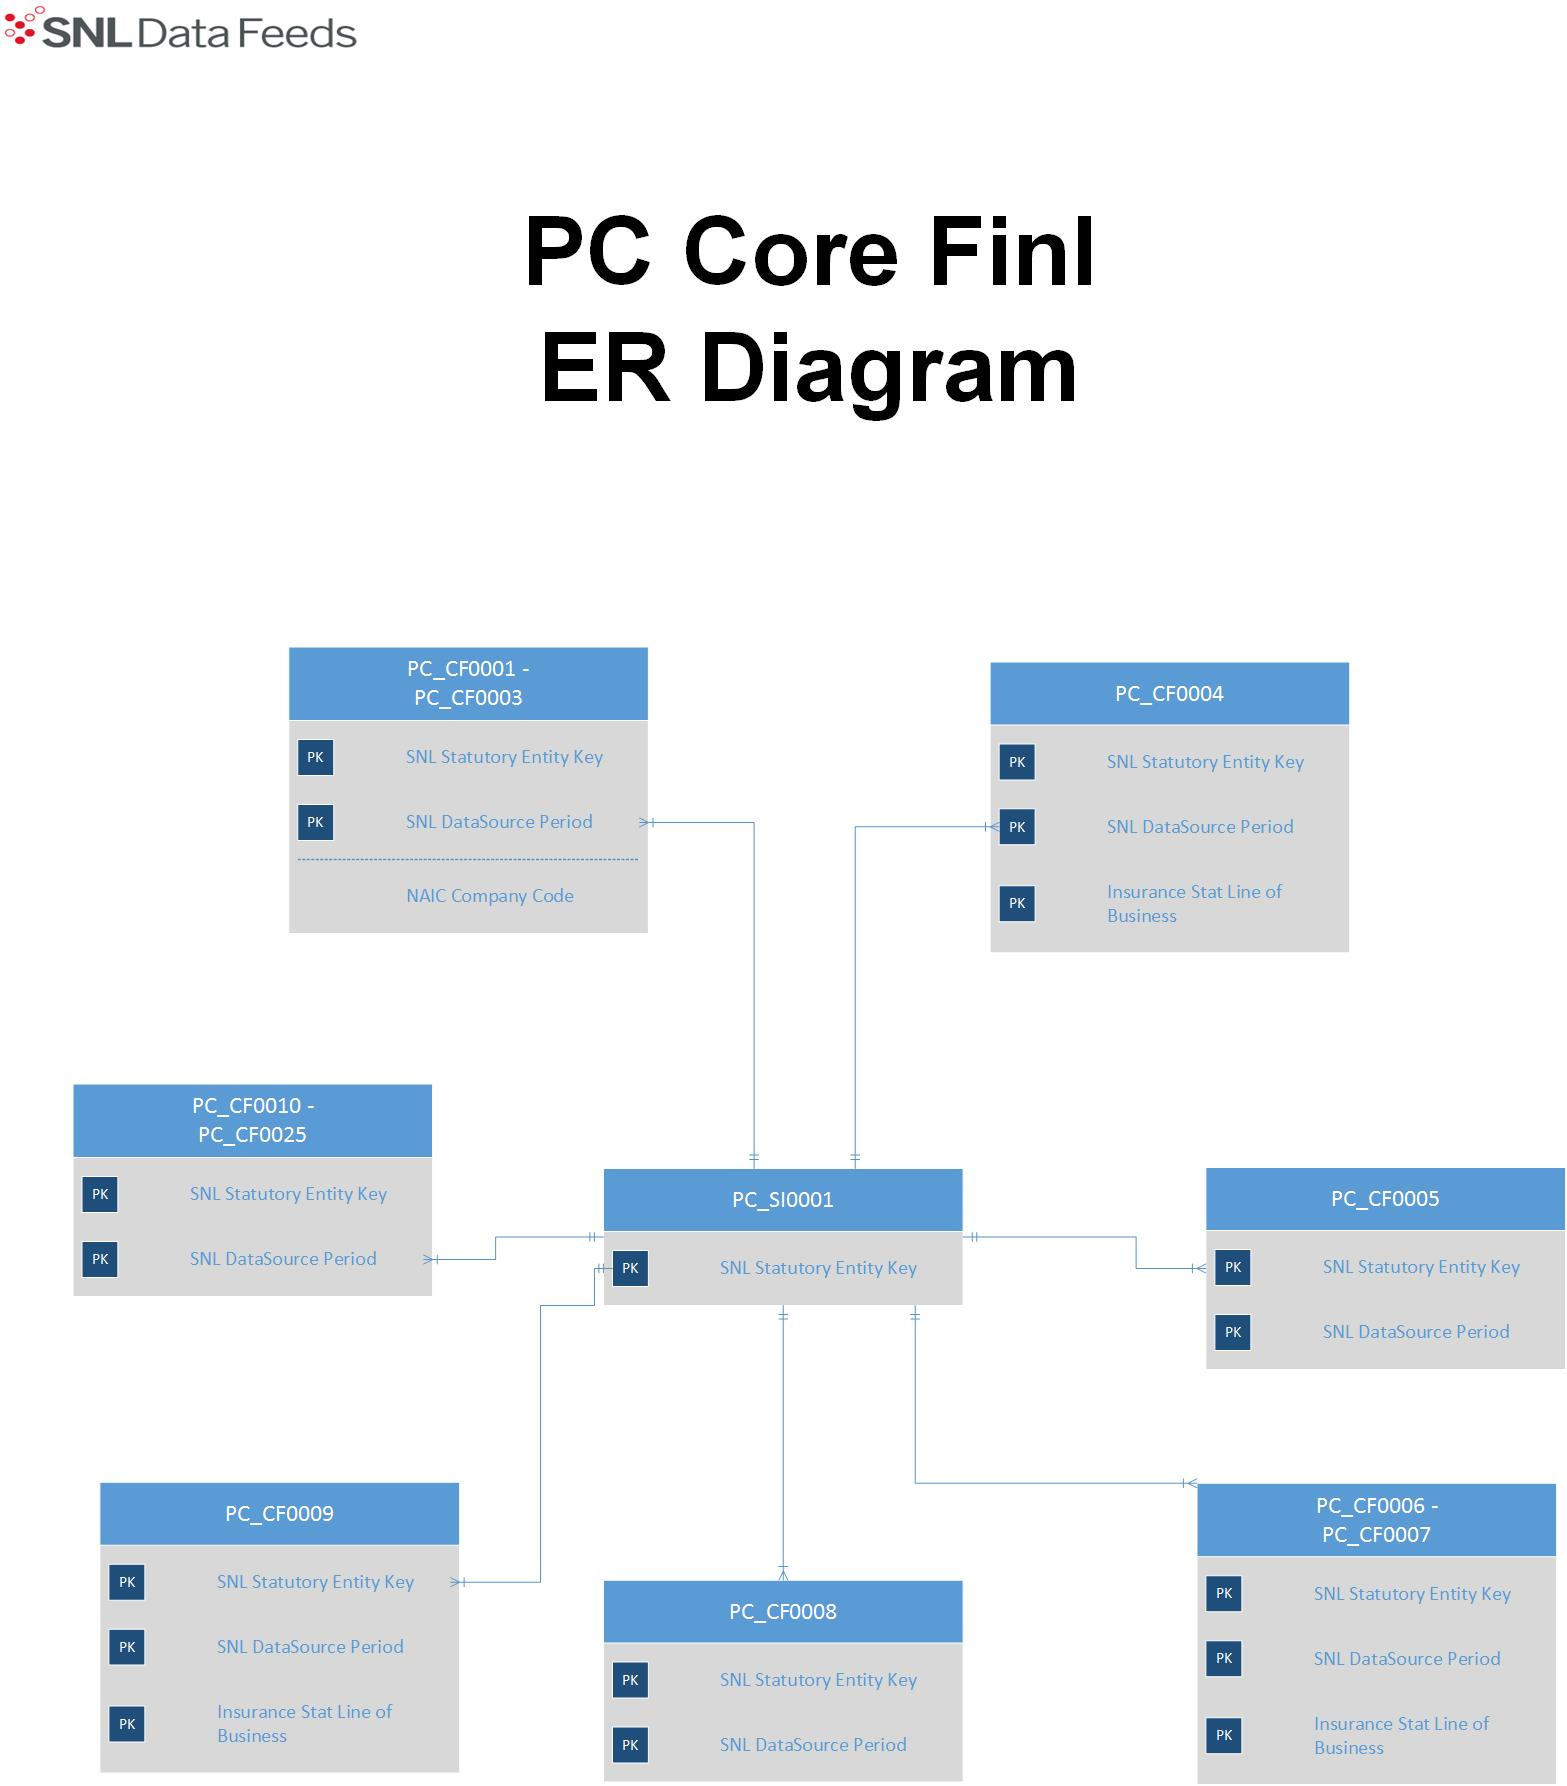 SNL Data Feeds
PC Core Finl
ER Diagram
PC_CF0001 -
PC_CF0003
PK SNL Statutory Entity Key
PK SNL DataSource Period
NAIC Company Code
PC_CF0004
PK SNL Statutory Entity Key
PK SNL DataSource Period
PK Insurance Stat Line of
Business
PC_CF0010 -
PC_CF0025
PK SNL Statutory Entity Key
PK SNL DataSource Period
PC_SI0001
PK SNL Statutory Entity Key
PC_CF0005
PK SNL Statutory Entity Key
PK SNL DataSource Period
PC_CF0009
PK SNL Statutory Entity Key
PK SNL DataSource Period
PK Insurance Stat Line of
Business
PC_CF0008
PK SNL Statutory Entity Key
PK SNL DataSource Period
PC_CF0006 -
PC_CF0007
PK SNL Statutory Entity Key
PK SNL DataSource Period
PK Insurance Stat Line of
Business